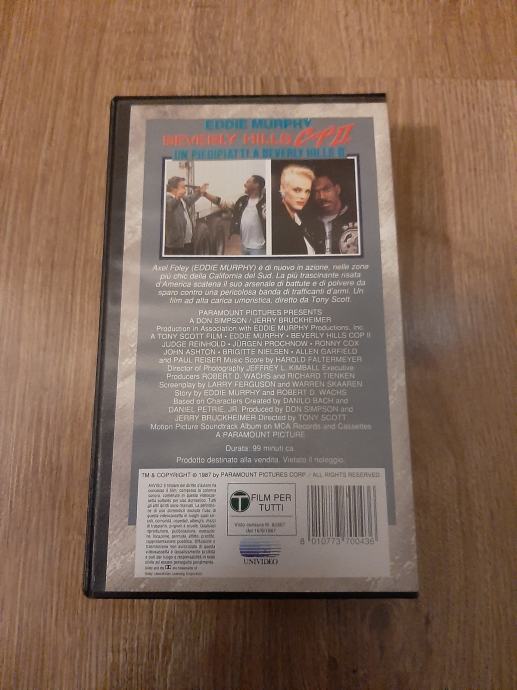 EDDIE MURPHY
BEVERLY HILLS COP II
UN PIEDIPIATTI A BEVERLY HILLS II
Axel Foley (EDDIE MURPHY) è di nuovo in azione, nelle zone
più chic della California del Sud. La più trascinante risata
d'America scatena il suo arsenale di battute e di polvere da
sparo contro una pericolosa banda di trafficanti d'armi. Un
film ad alta carica umoristica, diretto da Tony Scott.
PARAMOUNT PICTURES PRESENTS
A DON SIMPSON / JERRY BRUCKHEIMER
Production in Association with EDDIE MURPHY Productions, Inc.
A TONY SCOTT FILM • EDDIE MURPHY • BEVERLY HILLS COP II
JUDGE REINHOLD • JÜRGEN PROCHNOW • RONNY COX
JOHN ASHTON • BRIGITTE NIELSEN • ALLEN GARFIELD
and PAUL REISER Music Score by HAROLD FALTERMEYER
Director of Photography JEFFREY L. KIMBALL Executive
Producers ROBERT D. WACHS and RICHARD TIENKEN
Screenplay by LARRY FERGUSON and WARREN SKAAREN
Story by EDDIE MURPHY and ROBERT D. WACHS
Based on Characters Created by DANILO BACH and
DANIEL PETRIE, JR. Produced by DON SIMPSON and
JERRY BRUCKHEIMER Directed by TONY SCOTT
Motion Picture Soundtrack Album on MCA Records and Cassettes
A PARAMOUNT PICTURE
Durata: 99 minuti ca.
Prodotto destinato alla vendita. Vietato il noleggio.
TM & COPYRIGHT © 1987 by PARAMOUNT PICTURES CORP. / ALL RIGHTS RESERVED
T FILM PER
TUTTI
UNIVIDEO
8 010773 700436